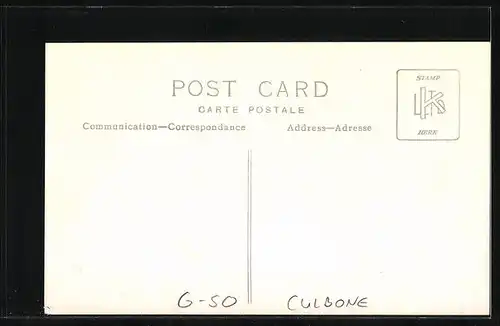 POST CARD
CARTE POSTALE
Communication—Correspondance
Address—Adresse
STAMP
HERE
G-50
CULBONE